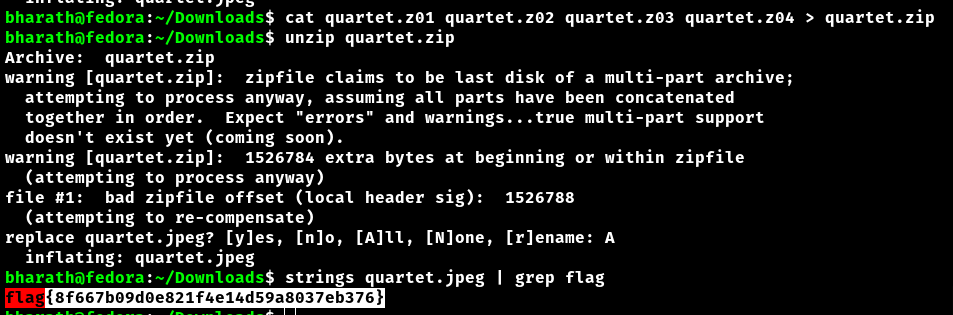 inflating: quartet.jpeg
bharath@fedora:~/Downloads$ cat quartet.z01 quartet.z02 quartet.z03 quartet.z04 > quartet.zip
bharath@fedora:~/Downloads$ unzip quartet.zip
Archive:  quartet.zip
warning [quartet.zip]:  zipfile claims to be last disk of a multi-part archive;
  attempting to process anyway, assuming all parts have been concatenated
  together in order.  Expect "errors" and warnings...true multi-part support
  doesn't exist yet (coming soon).
warning [quartet.zip]:  1526784 extra bytes at beginning or within zipfile
  (attempting to process anyway)
file #1:  bad zipfile offset (local header sig):  1526788
  (attempting to re-compensate)
replace quartet.jpeg? [y]es, [n]o, [A]ll, [N]one, [r]ename: A
  inflating: quartet.jpeg
bharath@fedora:~/Downloads$ strings quartet.jpeg | grep flag
flag{8f667b09d0e821f4e14d59a8037eb376}
bharath@fedora:~/Downloads$